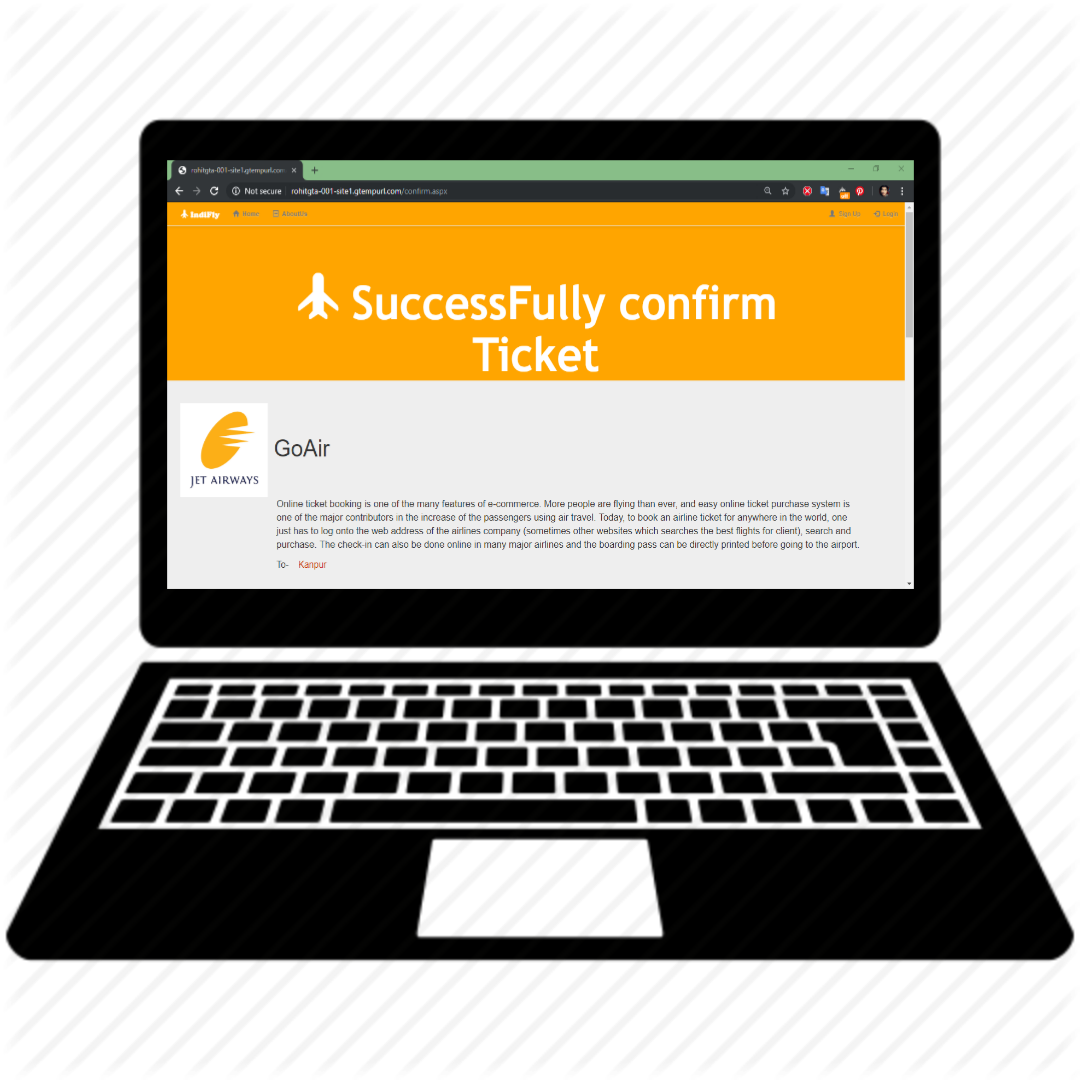 rohitgta-001-site1.gtempurl.com
Not secure rohitgta-001-site1.gtempurl.com/confirm.aspx
IndiFly Home AboutUs Sign Up Login
SuccessFully confirm
Ticket
JET AIRWAYS
GoAir
Online ticket booking is one of the many features of e-commerce. More people are flying than ever, and easy online ticket purchase system is
one of the major contributors in the increase of the passengers using air travel. Today, to book an airline ticket for anywhere in the world, one
just has to log onto the web address of the airlines company (sometimes other websites which searches the best flights for client), search and
purchase. The check-in can also be done online in many major airlines and the boarding pass can be directly printed before going to the airport.
To- Kanpur